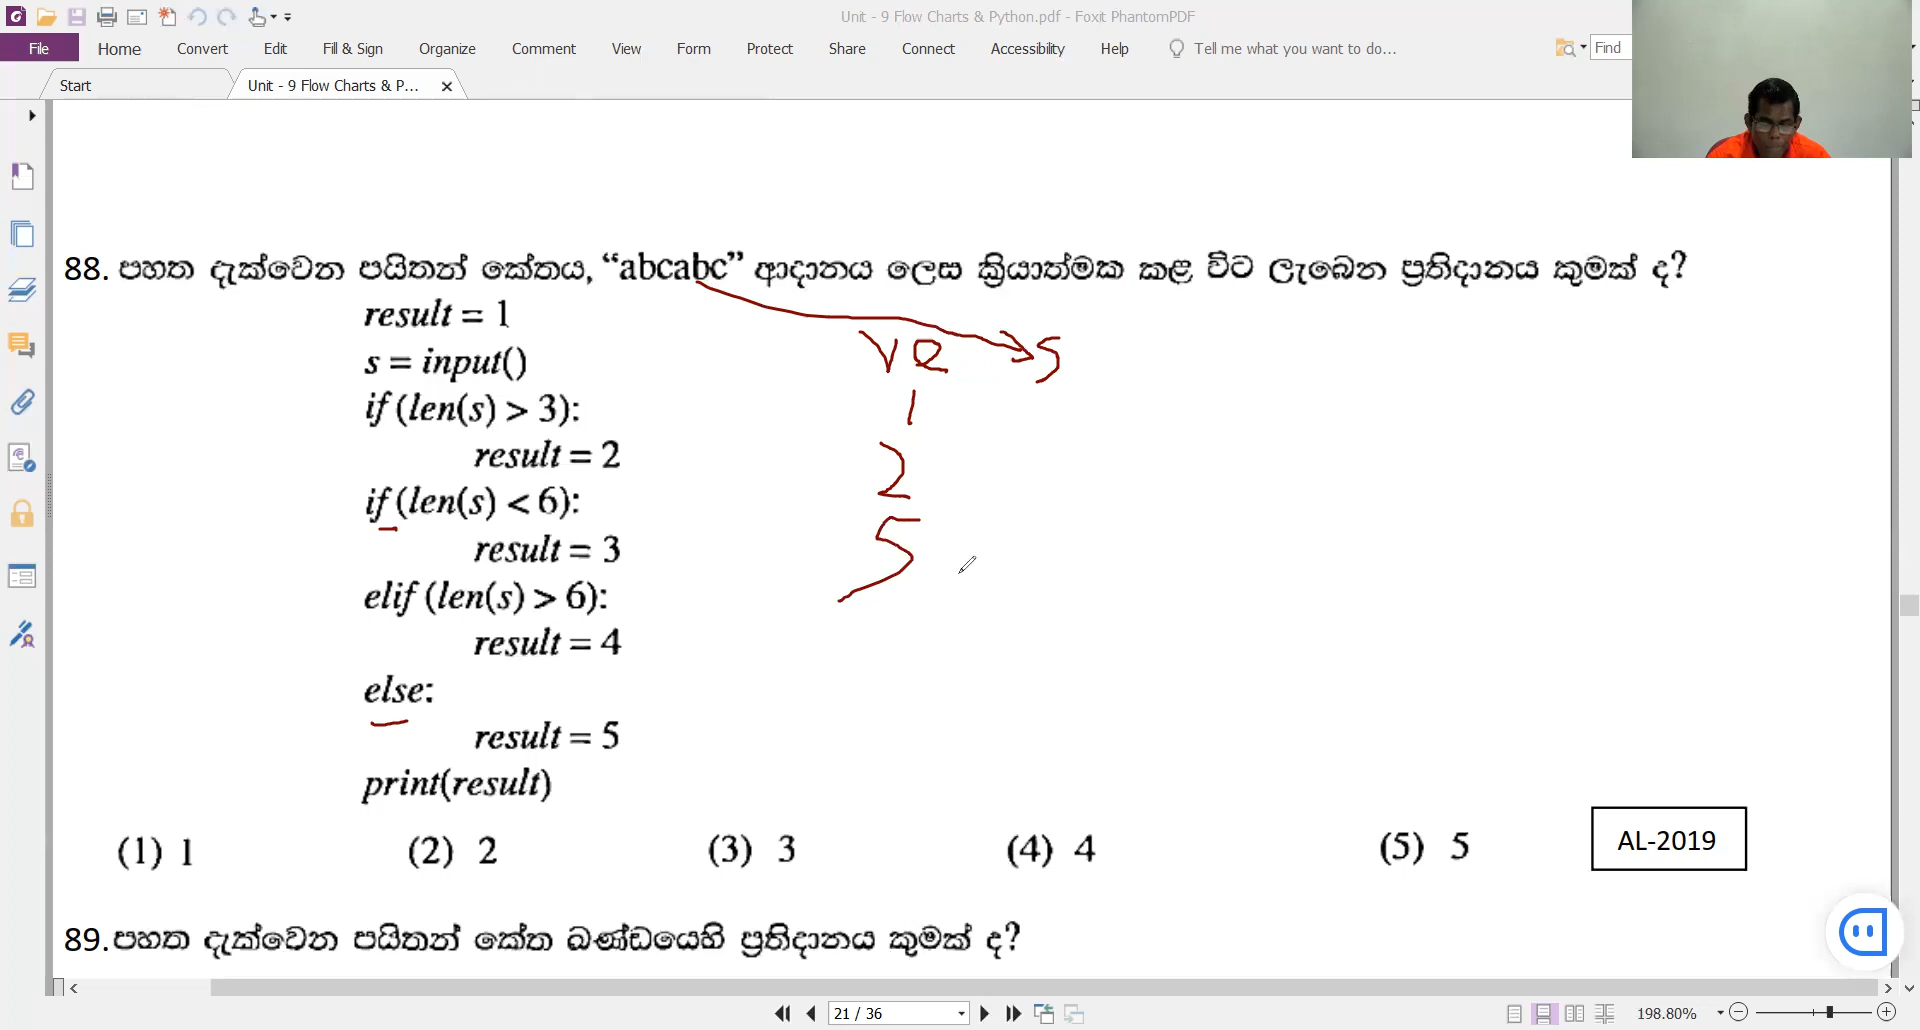 Unit - 9 Flow Charts & Python.pdf - Foxit PhantomPDF
File Home Convert Edit Fill & Sign Organize Comment View Form Protect Share Connect Accessibility Help Tell me what you want to do... Find
Start Unit - 9 Flow Charts & P...
88. පහත දැක්වෙන පයිතන් කේතය, “abcabc” ආදානය ලෙස ක්‍රියාත්මක කළ විට ලැබෙන ප්‍රතිදානය කුමක් ද?
result = 1
s = input()
if (len(s) > 3):
result = 2
if (len(s) < 6):
result = 3
elif (len(s) > 6):
result = 4
else:
result = 5
print(result)
S
1
2
5
(1) 1 (2) 2 (3) 3 (4) 4 (5) 5
AL-2019
89. පහත දැක්වෙන පයිතන් කේත ඛණ්ඩයෙහි ප්‍රතිදානය කුමක් ද?
21 / 36
198.80%